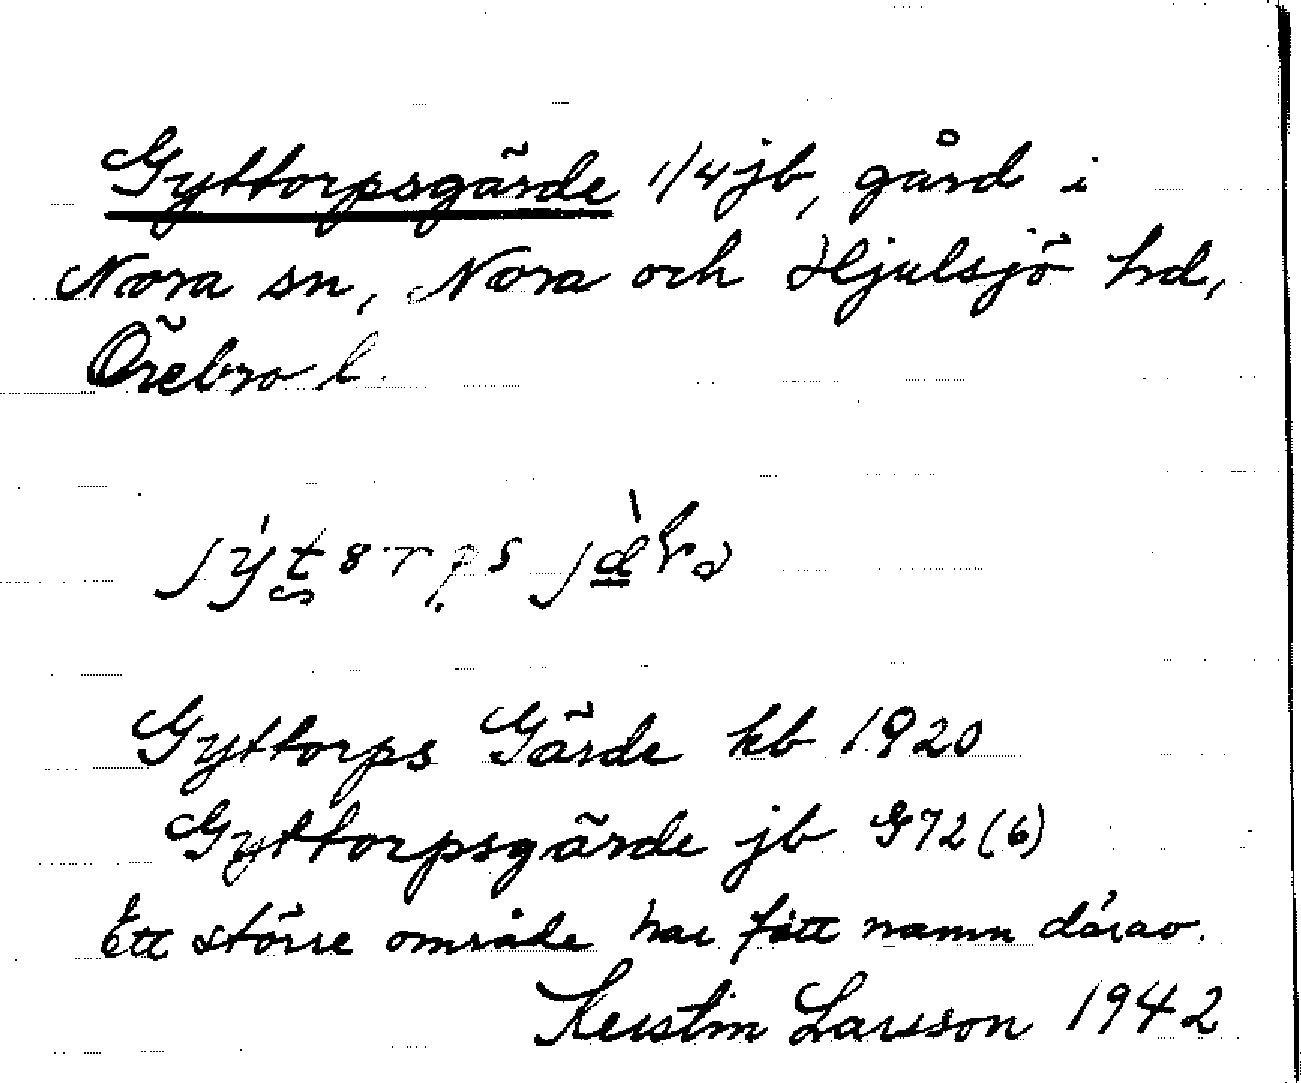 Gyttorpsgärde 1/4 jb, gård i
Nora sn, Nora och Hjulsjö hd,
Örebro l.
Gyttorps Gärde kb 1920
Gyttorpsgärde jb G72(6)
Ett större område har fått namn därav.
Kerstin Larsson 1942